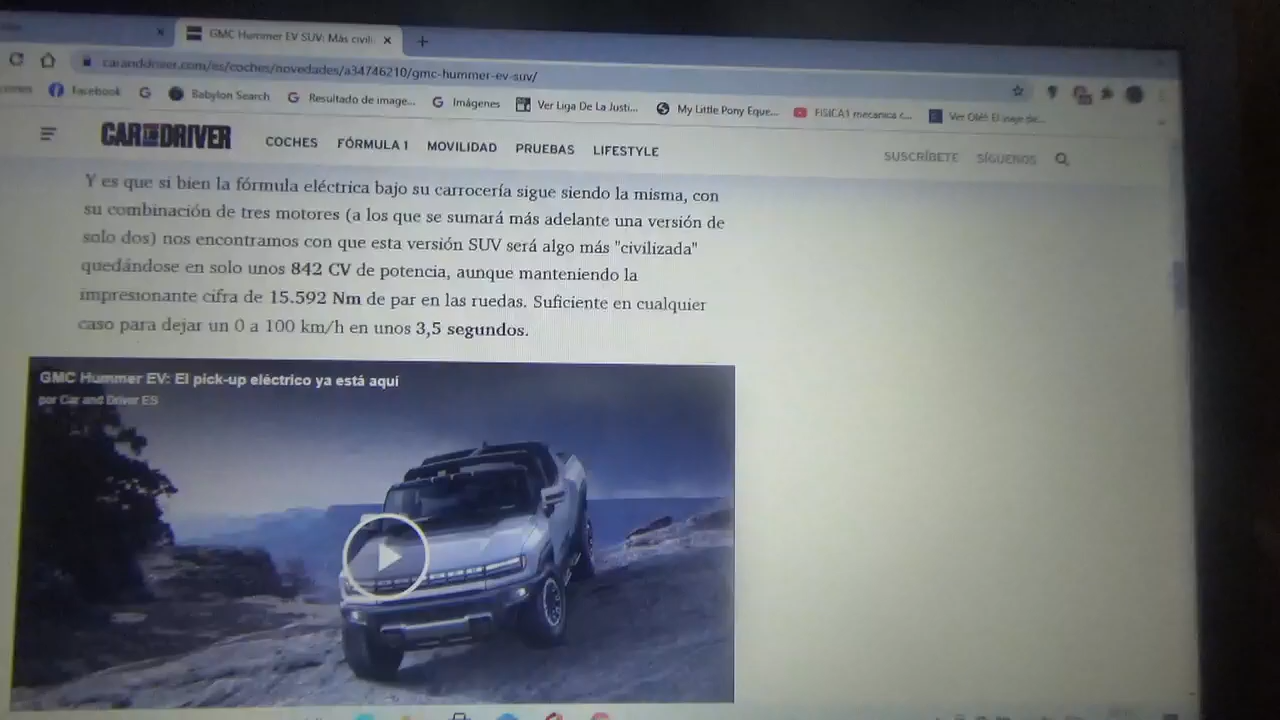 GMC Hummer EV SUV: Más civili
caranddriver.com/es/coches/novedades/a34746210/gmc-hummer-ev-suv/
Facebook
Babylon Search
Resultado de image...
Imágenes
Ver Liga De La Justi...
My Little Pony Eque...
FISICA1 mecanica c...
CAR AND DRIVER
COCHES
FÓRMULA 1
MOVILIDAD
PRUEBAS
LIFESTYLE
SUSCRÍBETE
SÍGUENOS
Y es que si bien la fórmula eléctrica bajo su carrocería sigue siendo la misma, con
su combinación de tres motores (a los que se sumará más adelante una versión de
solo dos) nos encontramos con que esta versión SUV será algo más "civilizada"
quedándose en solo unos 842 CV de potencia, aunque manteniendo la
impresionante cifra de 15.592 Nm de par en las ruedas. Suficiente en cualquier
caso para dejar un 0 a 100 km/h en unos 3,5 segundos.
GMC Hummer EV: El pick-up eléctrico ya está aquí
por Car and Driver ES